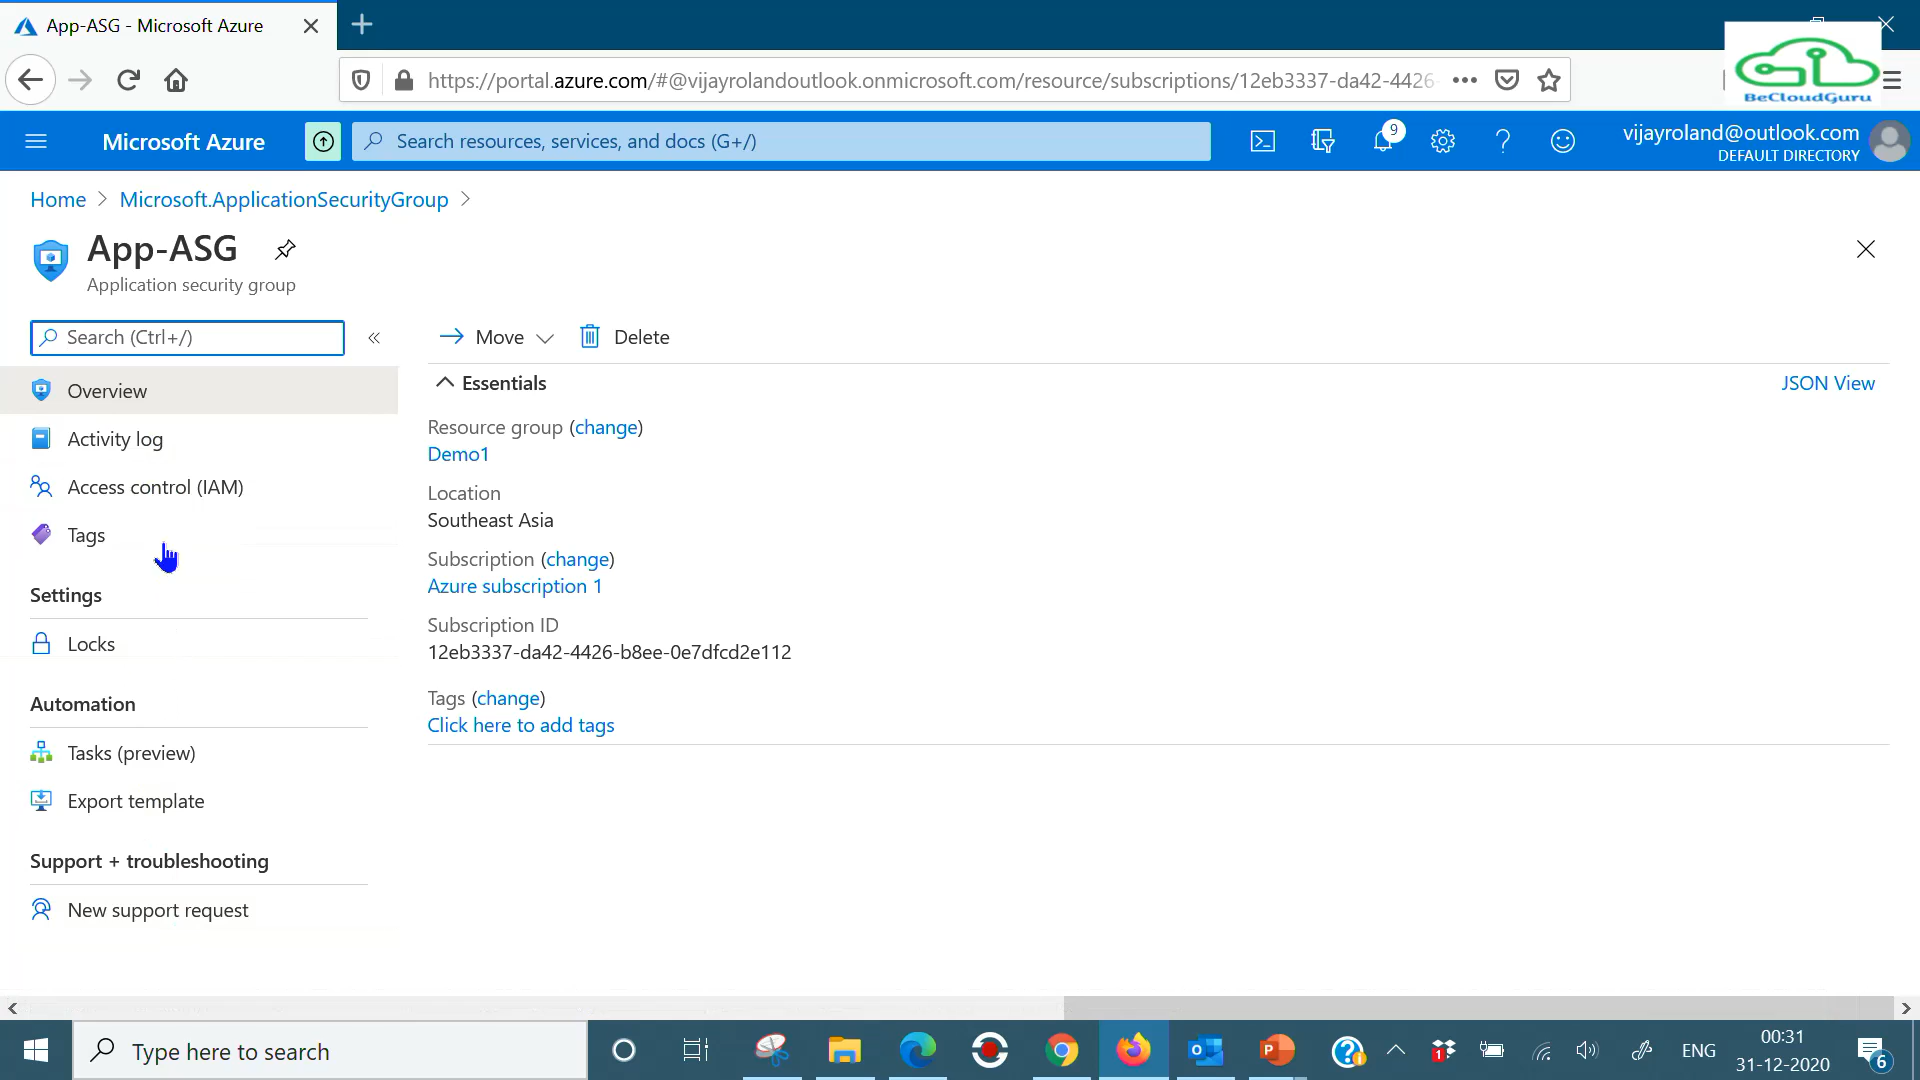 App-ASG - Microsoft Azure
https://portal.azure.com/#@vijayrolandoutlook.onmicrosoft.com/resource/subscriptions/12eb3337-da42-4426-
BeCloudGuru
Microsoft Azure
Search resources, services, and docs (G+/)
9
vijayroland@outlook.com
DEFAULT DIRECTORY
Home > Microsoft.ApplicationSecurityGroup >
App-ASG
Application security group
Search (Ctrl+/)
«
Move
Delete
Overview
Activity log
Access control (IAM)
Tags
Settings
Locks
Automation
Tasks (preview)
Export template
Support + troubleshooting
New support request
Essentials
JSON View
Resource group (change)
Demo1
Location
Southeast Asia
Subscription (change)
Azure subscription 1
Subscription ID
12eb3337-da42-4426-b8ee-0e7dfcd2e112
Tags (change)
Click here to add tags
Type here to search
1
ENG
00:31
31-12-2020
6